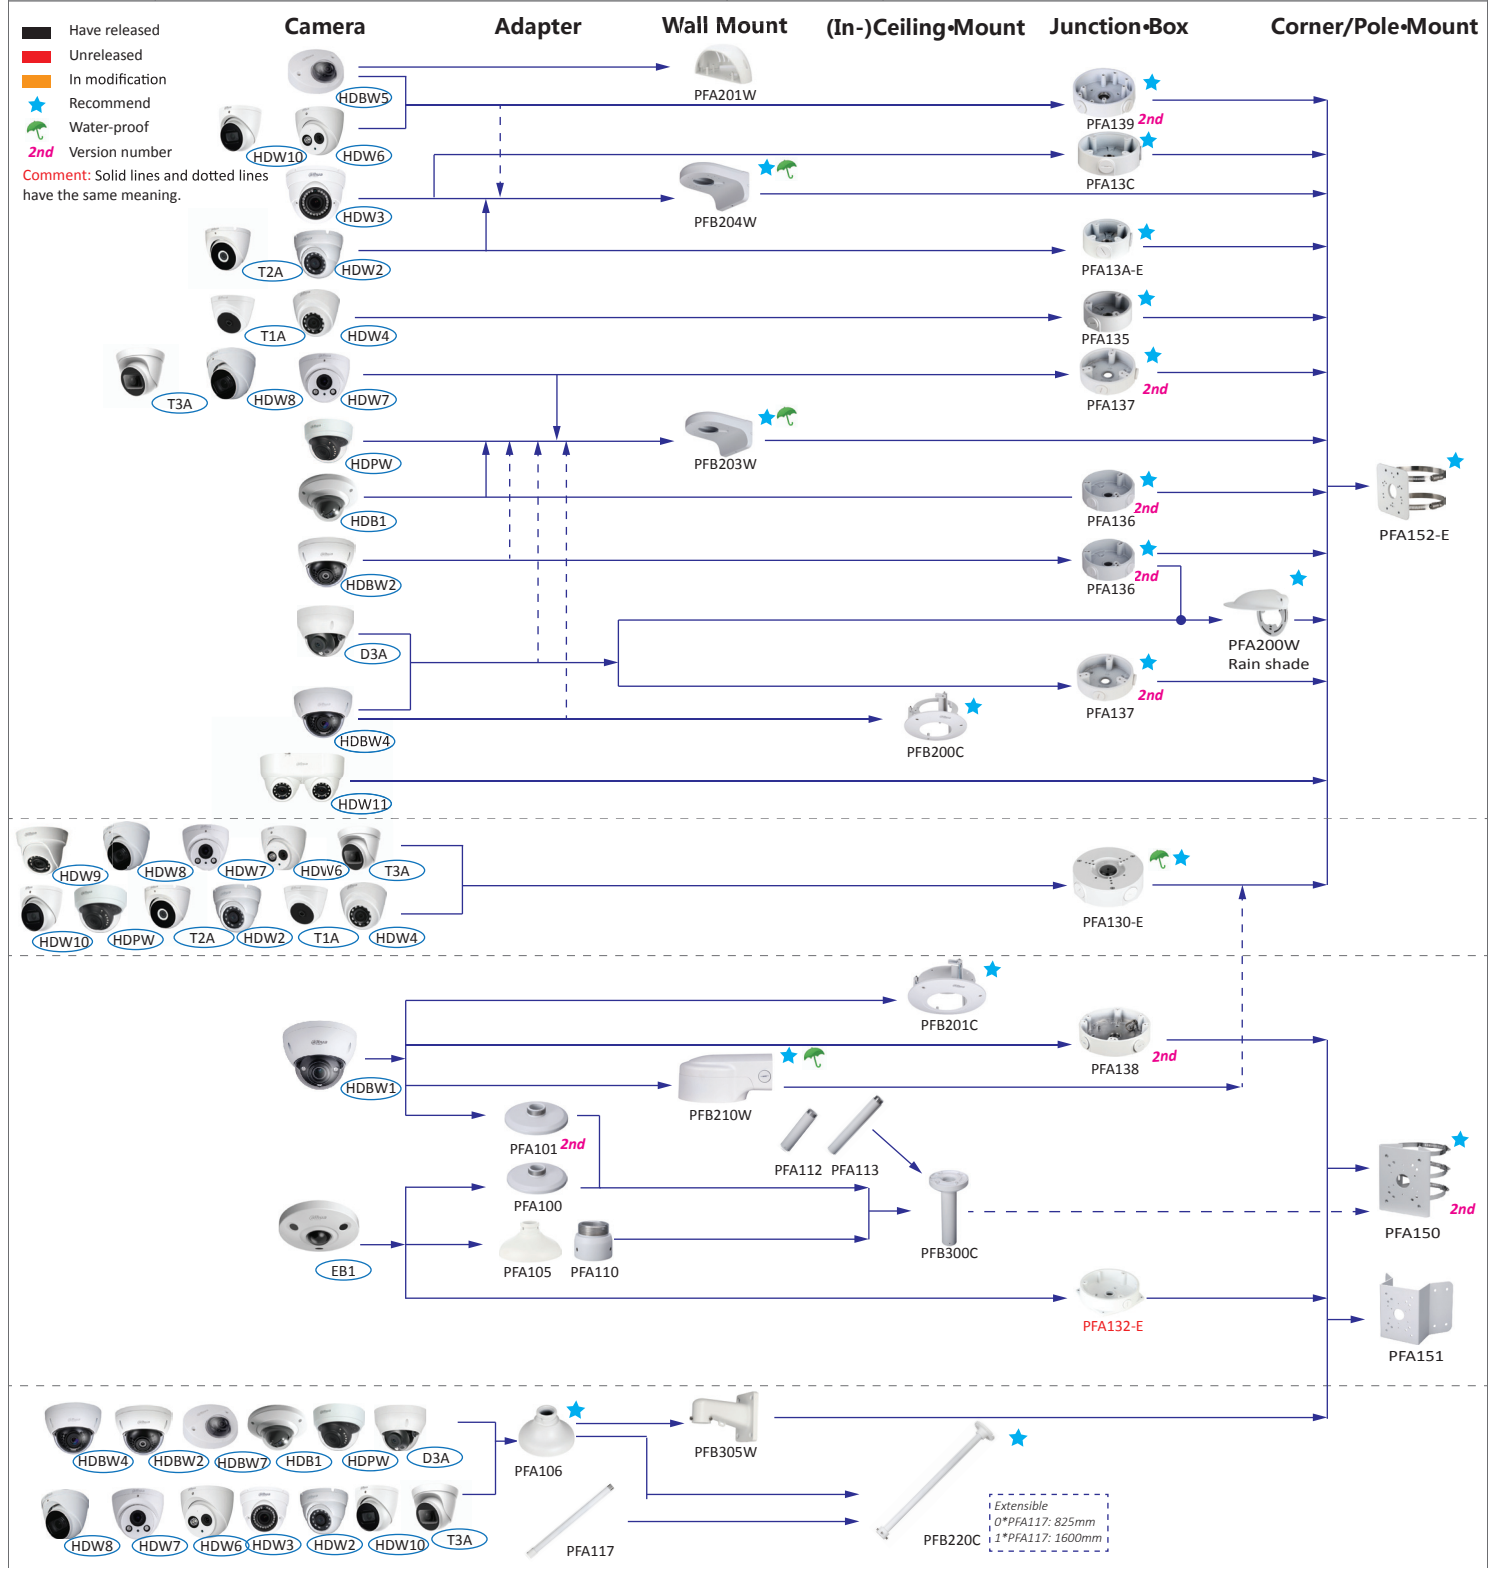 Camera
Adapter
Wall Mount
(In-)Ceiling•Mount
Junction•Box
Corner/Pole•Mount
Have released
Unreleased
In modification
Recommend
Water-proof
2nd Version number
Comment: Solid lines and dotted lines
have the same meaning.
HDBW5
PFA201W
HDW10
HDW6
PFA139 2nd
PFA13C
HDW3
PFB204W
T2A
HDW2
PFA13A-E
T1A
HDW4
PFA135
T3A
HDW8
HDW7
PFA137
2nd
HDPW
PFB203W
HDB1
PFA136
2nd
PFA152-E
HDBW2
PFA136
2nd
D3A
PFA200W
Rain shade
HDBW4
PFB200C
PFA137
2nd
HDW11
HDW9
HDW8
HDW7
HDW6
T3A
HDW10
HDPW
T2A
HDW2
T1A
HDW4
PFA130-E
PFB201C
HDBW1
PFA138
2nd
PFB210W
PFA101 2nd
PFA112
PFA113
PFA100
PFB300C
PFA150
2nd
EB1
PFA105
PFA110
PFA132-E
PFA151
HDBW4
HDBW2
HDBW7
HDB1
HDPW
D3A
PFA106
PFB305W
HDW8
HDW7
HDW6
HDW3
HDW2
HDW10
T3A
PFA117
PFB220C
Extensible
0*PFA117: 825mm
1*PFA117: 1600mm